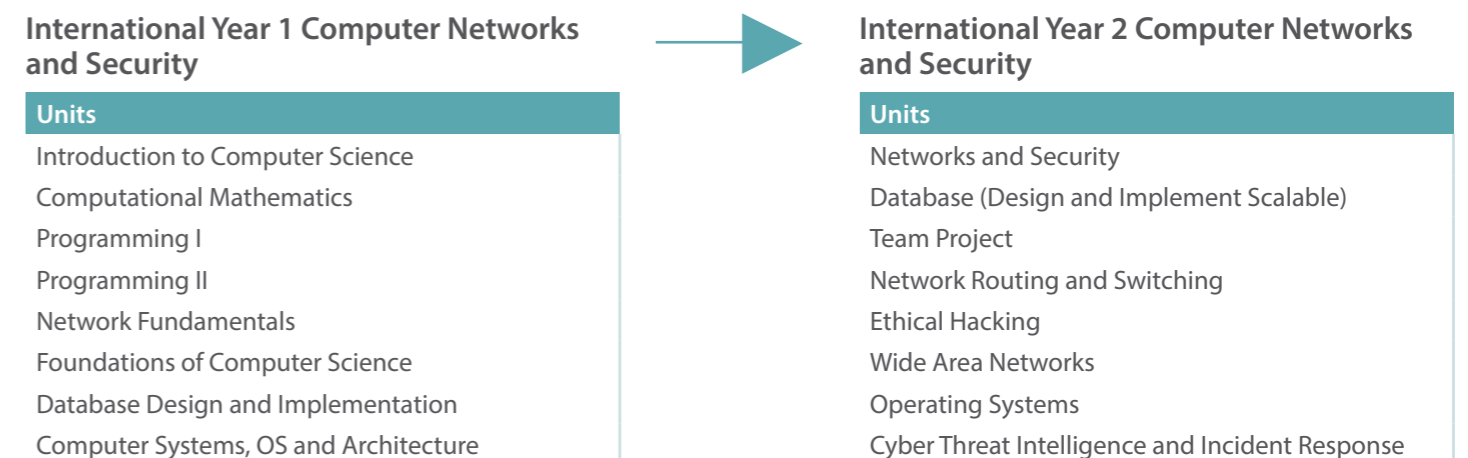 International Year 1 Computer Networks
and Security
Units
Introduction to Computer Science
Computational Mathematics
Programming I
Programming II
Network Fundamentals
Foundations of Computer Science
Database Design and Implementation
Computer Systems, OS and Architecture
International Year 2 Computer Networks
and Security
Units
Networks and Security
Database (Design and Implement Scalable)
Team Project
Network Routing and Switching
Ethical Hacking
Wide Area Networks
Operating Systems
Cyber Threat Intelligence and Incident Response